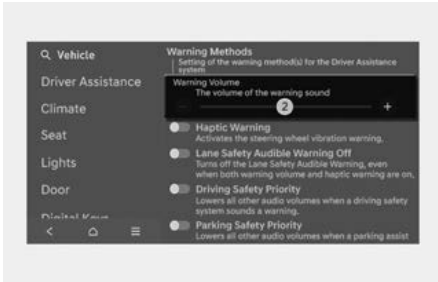 Vehicle
Driver Assistance
Climate
Seat
Lights
Door
Digital Keys
Warning Methods
Setting of the warning method(s) for the Driver Assistance
system
Warning Volume
The volume of the warning sound
− 2 +
Haptic Warning
Activates the steering wheel vibration warning,
Lane Safety Audible Warning Off
Turns off the Lane Safety Audible Warning, even
when both warning volume and haptic warning are on,
Driving Safety Priority
Lowers all other audio volumes when a driving safety
system sounds a warning.
Parking Safety Priority
Lowers all other audio volumes when a parking assist